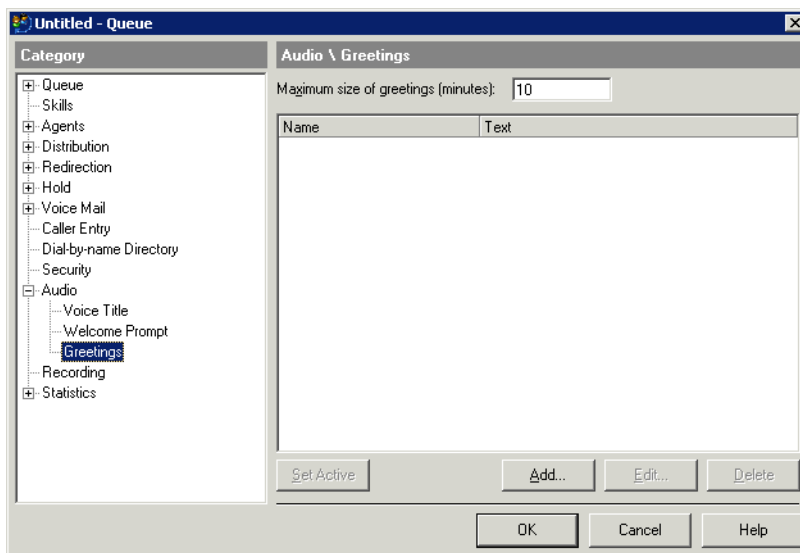 Untitled - Queue
Category
Queue
Skills
Agents
Distribution
Redirection
Hold
Voice Mail
Caller Entry
Dial-by-name Directory
Security
Audio
Voice Title
Welcome Prompt
Greetings
Recording
Statistics
Audio \ Greetings
Maximum size of greetings (minutes): 10
Name Text
Set Active Add... Edit... Delete
OK Cancel Help